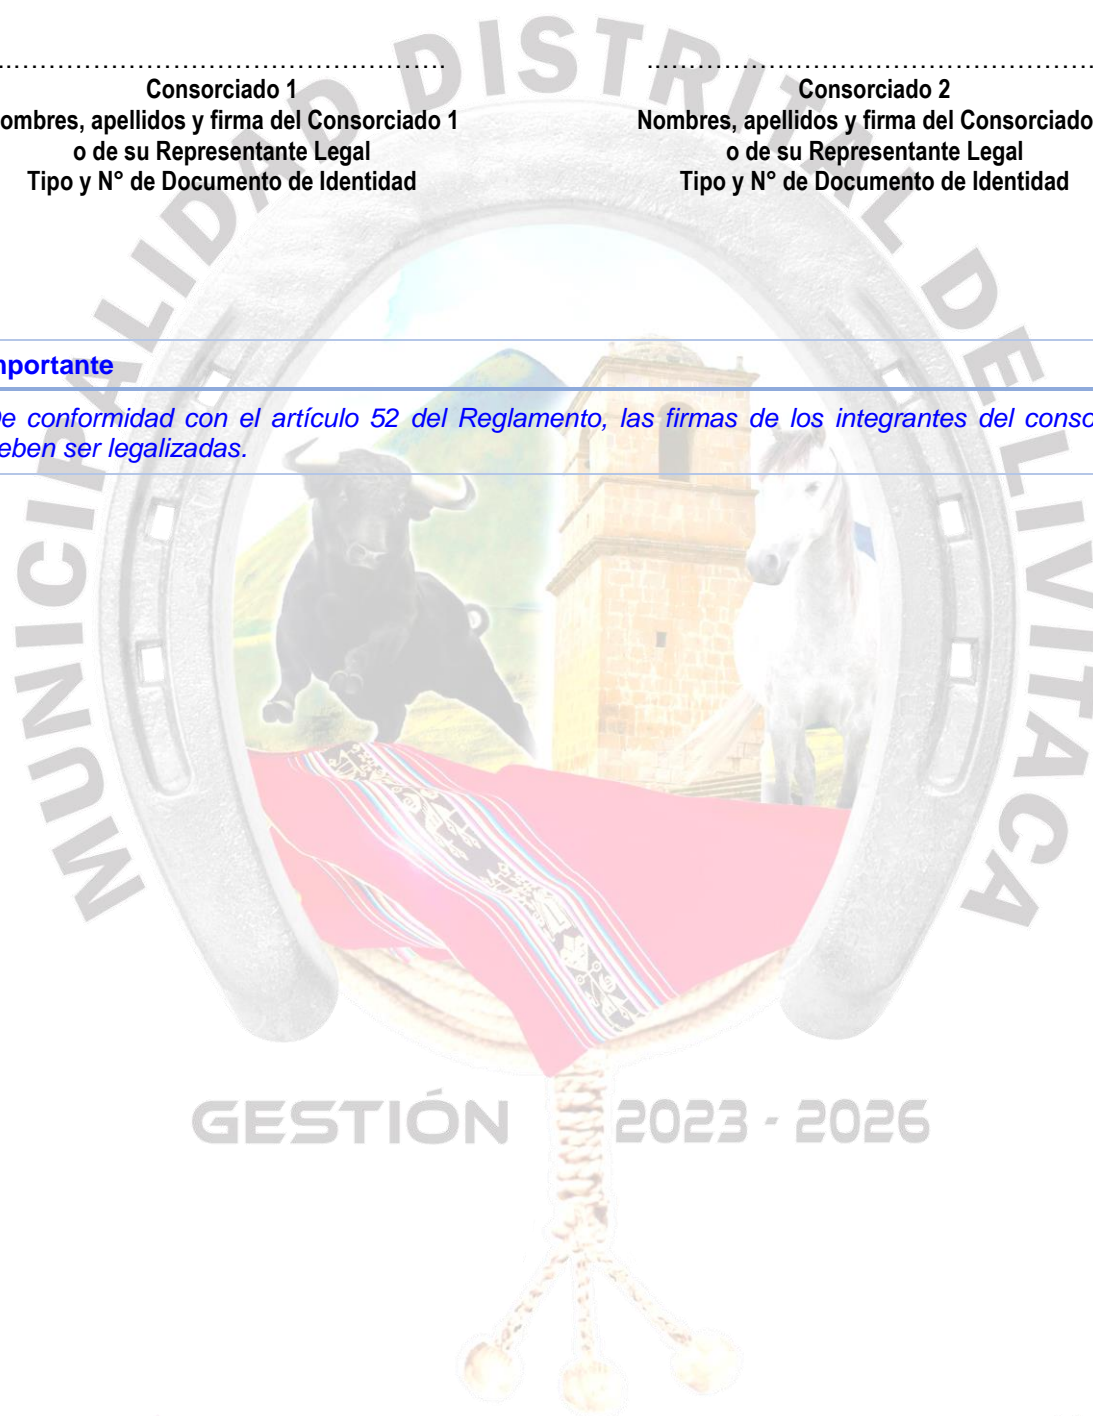 ……………………………………………
Consorciado 1
ombres, apellidos y firma del Consorciado 1
o de su Representante Legal
Tipo y N° de Documento de Identidad
……………………………………………
Consorciado 2
Nombres, apellidos y firma del Consorciado
o de su Representante Legal
Tipo y N° de Documento de Identidad
mportante
De conformidad con el artículo 52 del Reglamento, las firmas de los integrantes del conso
eben ser legalizadas.
MUNICIPALIDAD DISTRITAL DE LIVITACA
GESTIÓN 2023 - 2026